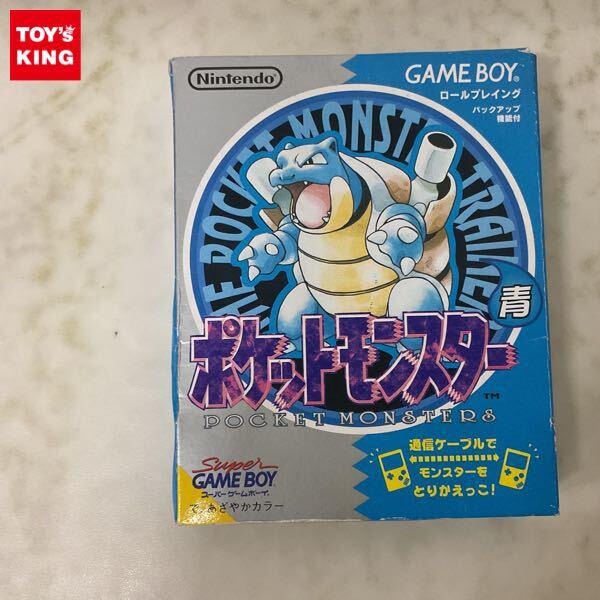 TOY's
KING
Nintendo
GAME BOY
ロールプレイング
バックアップ
機能付
THE POCKET MONSTER TRAINER
青
ポケットモンスター
TM
POCKET MONSTERS
Super
GAME BOY
スーパーゲームボーイ
で、あざやかカラー
通信ケーブルで
モンスターを
とりかえっこ!